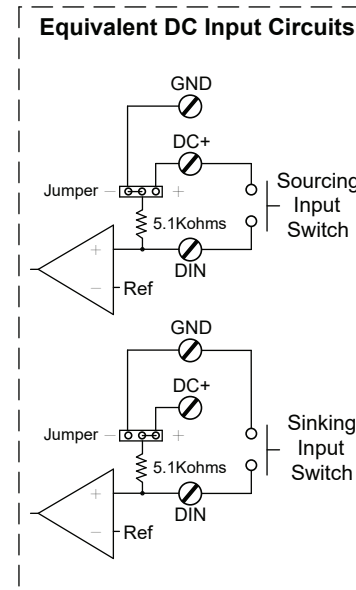 Equivalent DC Input Circuits
GND
DC+
Jumper - +
Sourcing
Input
Switch
5.1Kohms
+
DIN
- Ref
GND
DC+
Jumper - +
Sinking
Input
Switch
5.1Kohms
+
DIN
- Ref